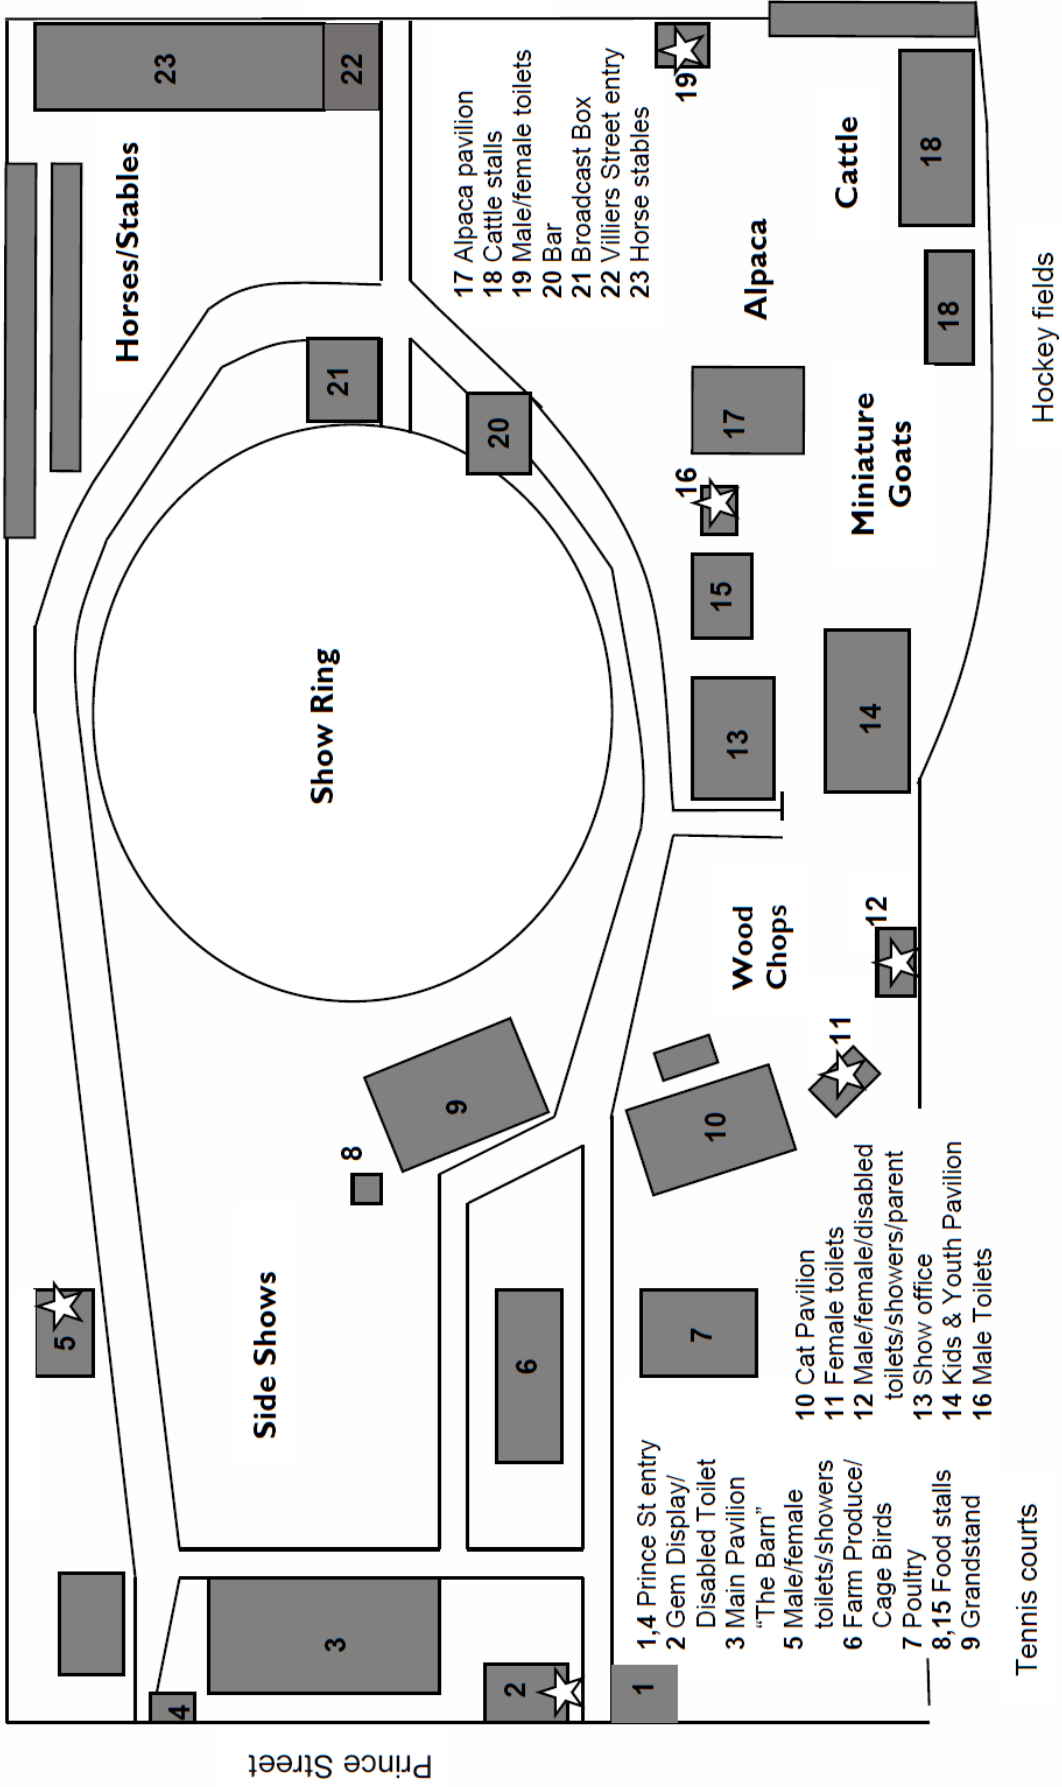 Prince Street
Tennis courts
Hockey fields
Horses/Stables
Show Ring
Side Shows
Cattle
Alpaca
Miniature
Goats
Wood
Chops
23
22
19
18
18
21
20
17
16
15
13
14
12
11
10
9
8
7
6
5
4
3
2
1
1,4 Prince St entry
2 Gem Display/
Disabled Toilet
3 Main Pavilion
“The Barn”
5 Male/female
toilets/showers
6 Farm Produce/
Cage Birds
7 Poultry
8,15 Food stalls
9 Grandstand
10 Cat Pavilion
11 Female toilets
12 Male/female/disabled
toilets/showers/parent
13 Show office
14 Kids & Youth Pavilion
16 Male Toilets
17 Alpaca pavilion
18 Cattle stalls
19 Male/female toilets
20 Bar
21 Broadcast Box
22 Villiers Street entry
23 Horse stables